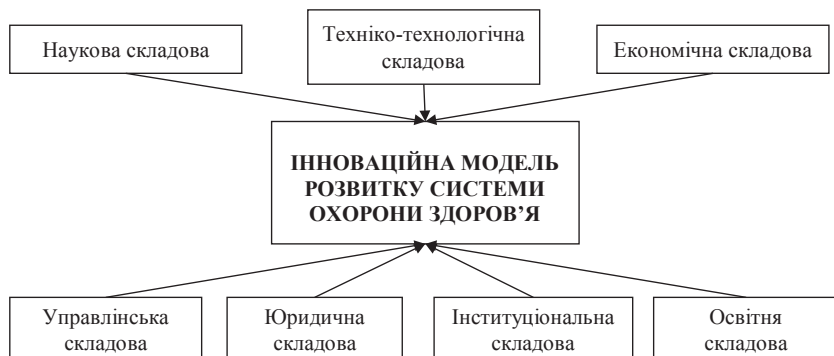 Наукова складова
Техніко-технологічна
складова
Економічна складова
ІННОВАЦІЙНА МОДЕЛЬ
РОЗВИТКУ СИСТЕМИ
ОХОРОНИ ЗДОРОВ’Я
Управлінська
складова
Юридична
складова
Інституціональна
складова
Освітня
складова